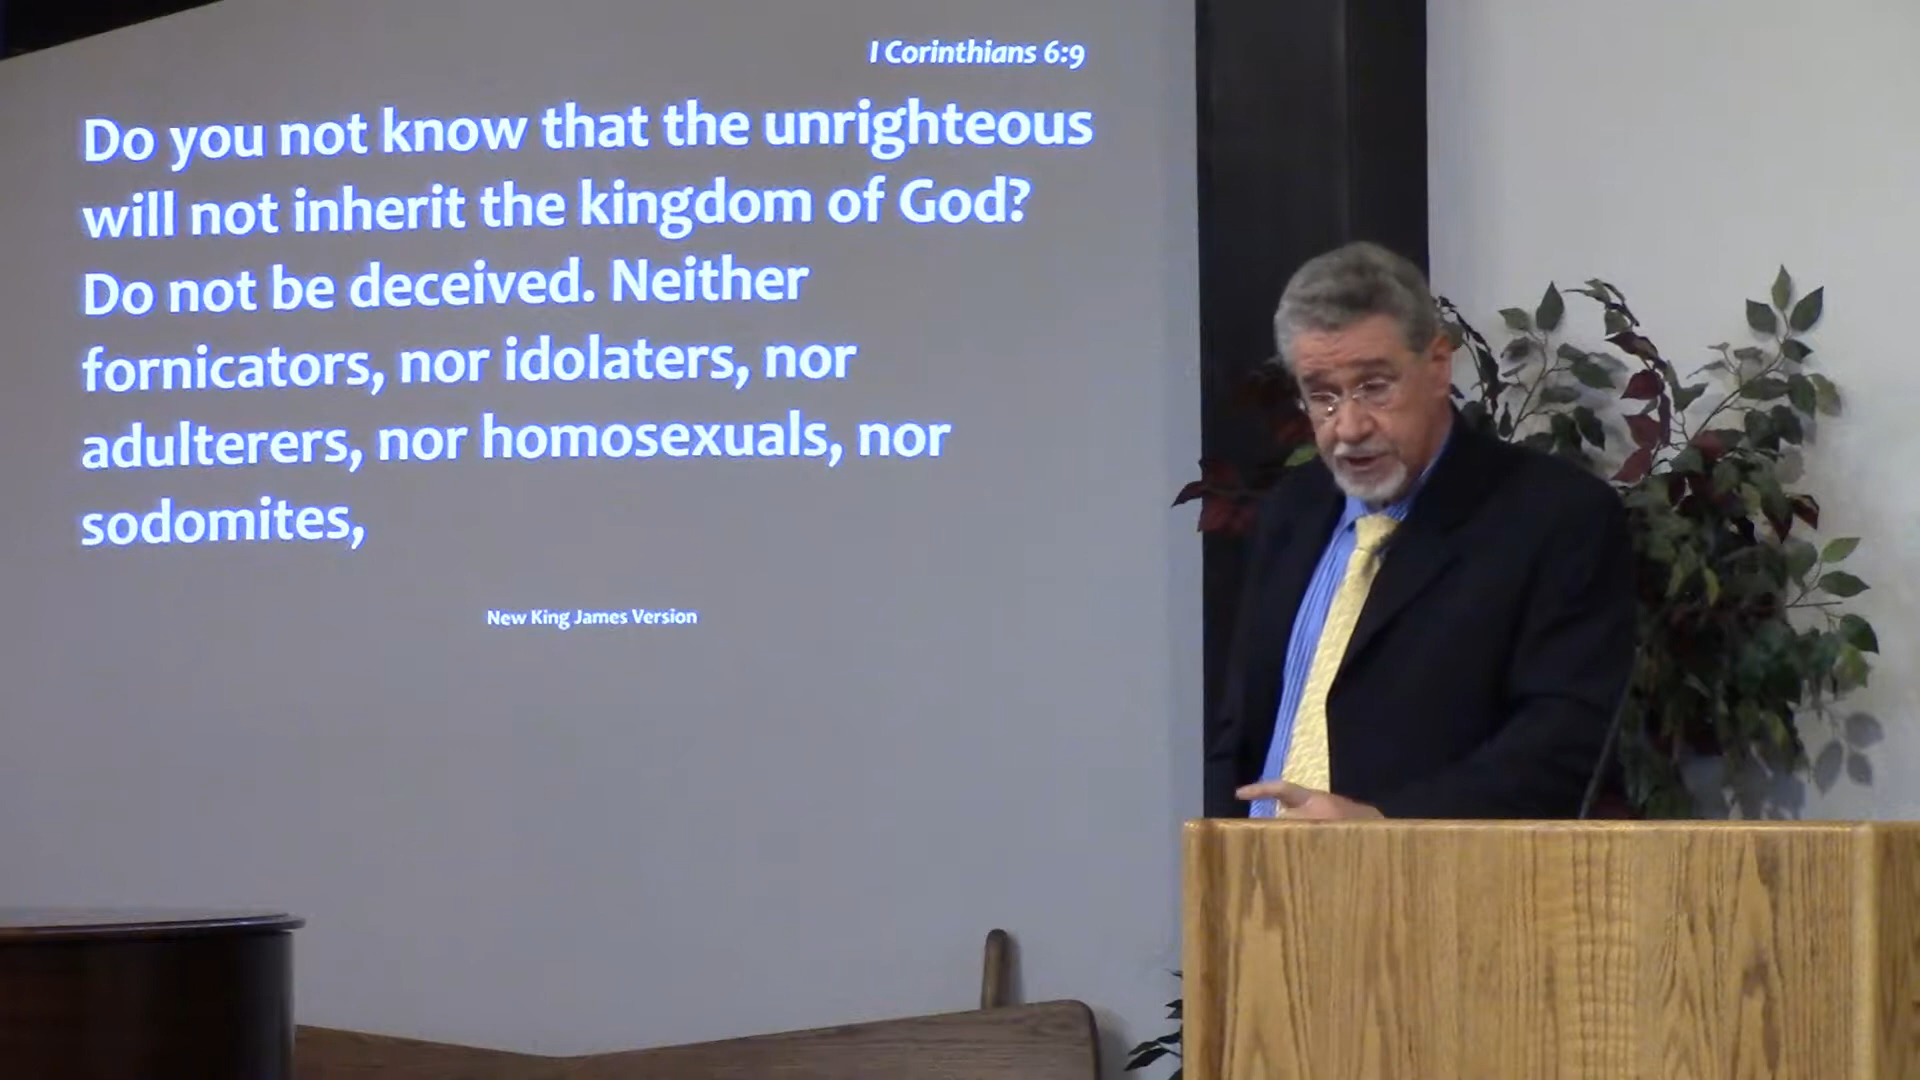 I Corinthians 6:9
Do you not know that the unrighteous
will not inherit the kingdom of God?
Do not be deceived. Neither
fornicators, nor idolaters, nor
adulterers, nor homosexuals, nor
sodomites,
New King James Version